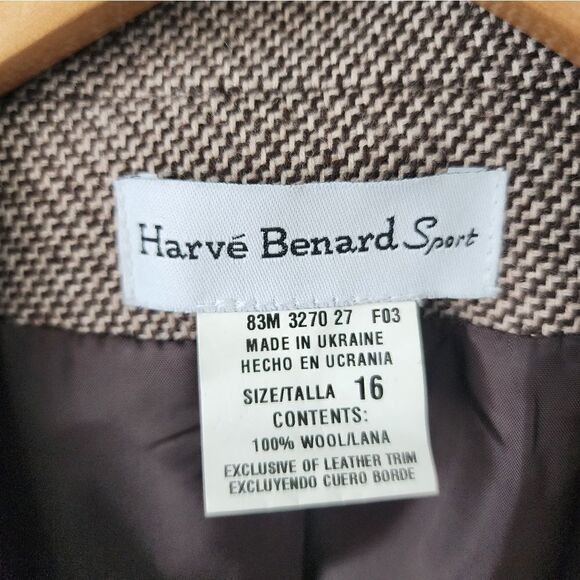 Harvé Benard Sport
83M 3270 27 F03
MADE IN UKRAINE
HECHO EN UCRANIA
SIZE/TALLA 16
CONTENTS:
100% WOOL/LANA
EXCLUSIVE OF LEATHER TRIM
EXCLUYENDO CUERO BORDE